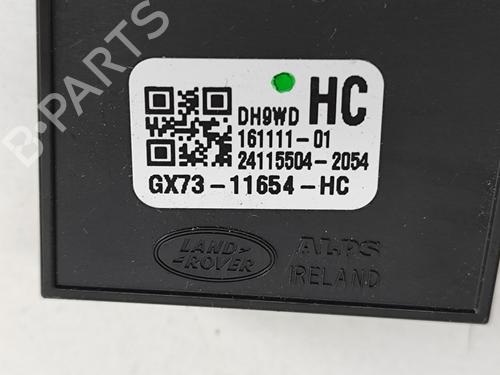 B-PARTS
DH9WD HC
161111-01
24115504-2054
GX73-11654-HC
LAND-
-ROVER
ALPS
IRELAND